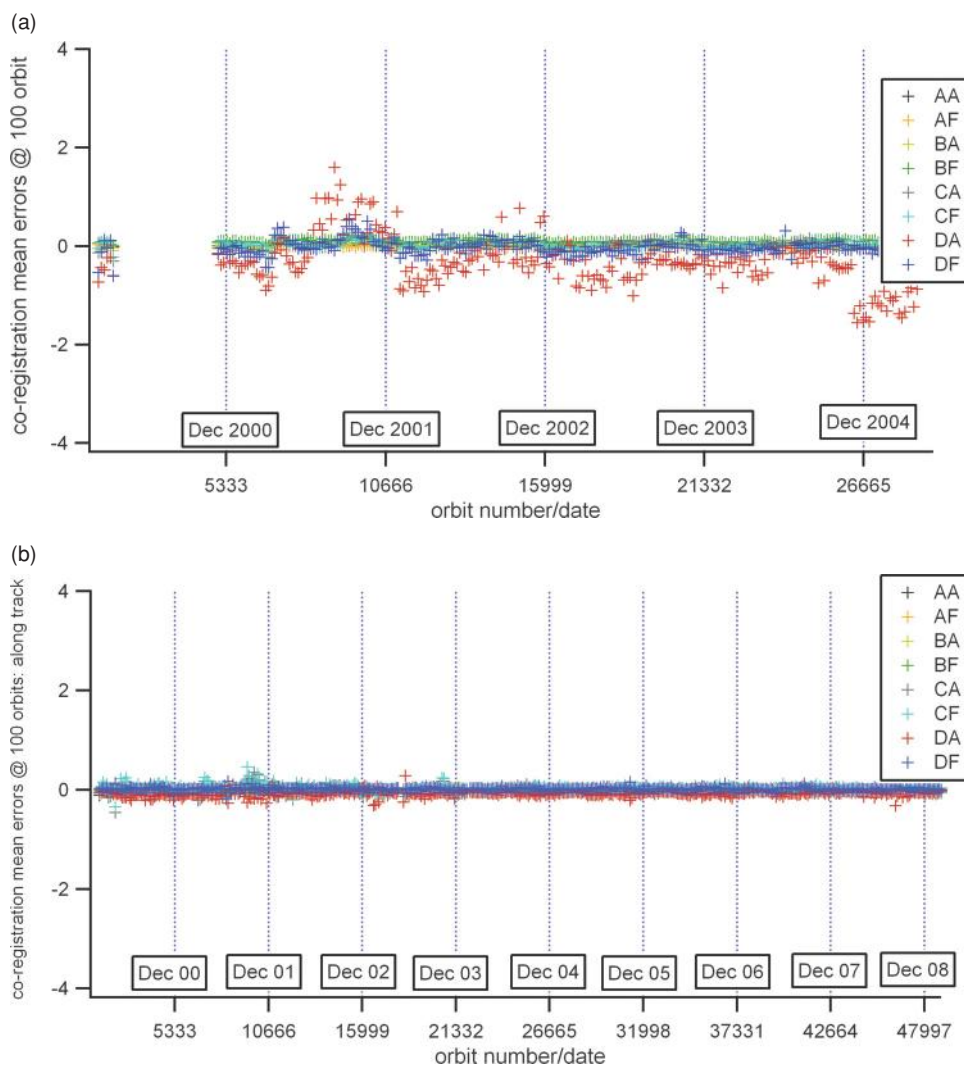 (a)
co-registration mean errors @ 100 orbit
4
2
0
-2
-4
AA
AF
BA
BF
CA
CF
DA
DF
Dec 2000
Dec 2001
Dec 2002
Dec 2003
Dec 2004
5333
10666
15999
21332
26665
orbit number/date
(b)
co-registration mean errors @ 100 orbits: along track
4
2
0
-2
-4
AA
AF
BA
BF
CA
CF
DA
DF
Dec 00
Dec 01
Dec 02
Dec 03
Dec 04
Dec 05
Dec 06
Dec 07
Dec 08
5333
10666
15999
21332
26665
31998
37331
42664
47997
orbit number/date